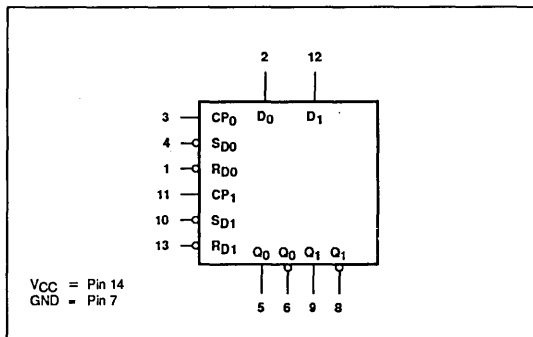 2 12
D0 D1
3 CP0
4 SD0
1 RD0
11 CP1
10 SD1
13 RD1
Q0 Q0 Q1 Q1
5 6 9 8
VCC = Pin 14
GND = Pin 7